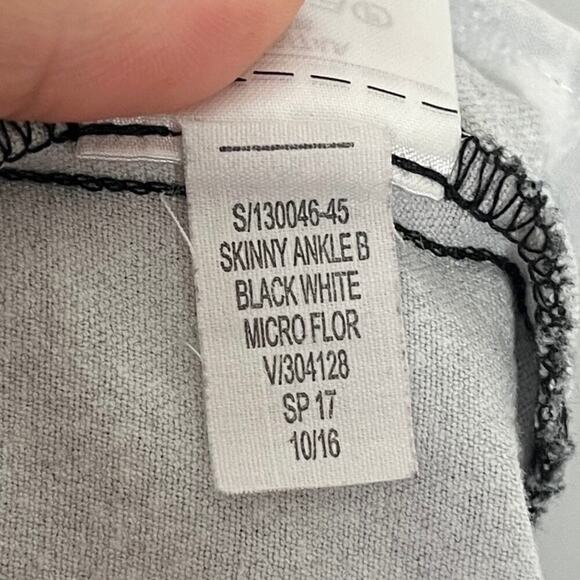 S/130046-45
SKINNY ANKLE B
BLACK WHITE
MICRO FLOR
V/304128
SP 17
10/16